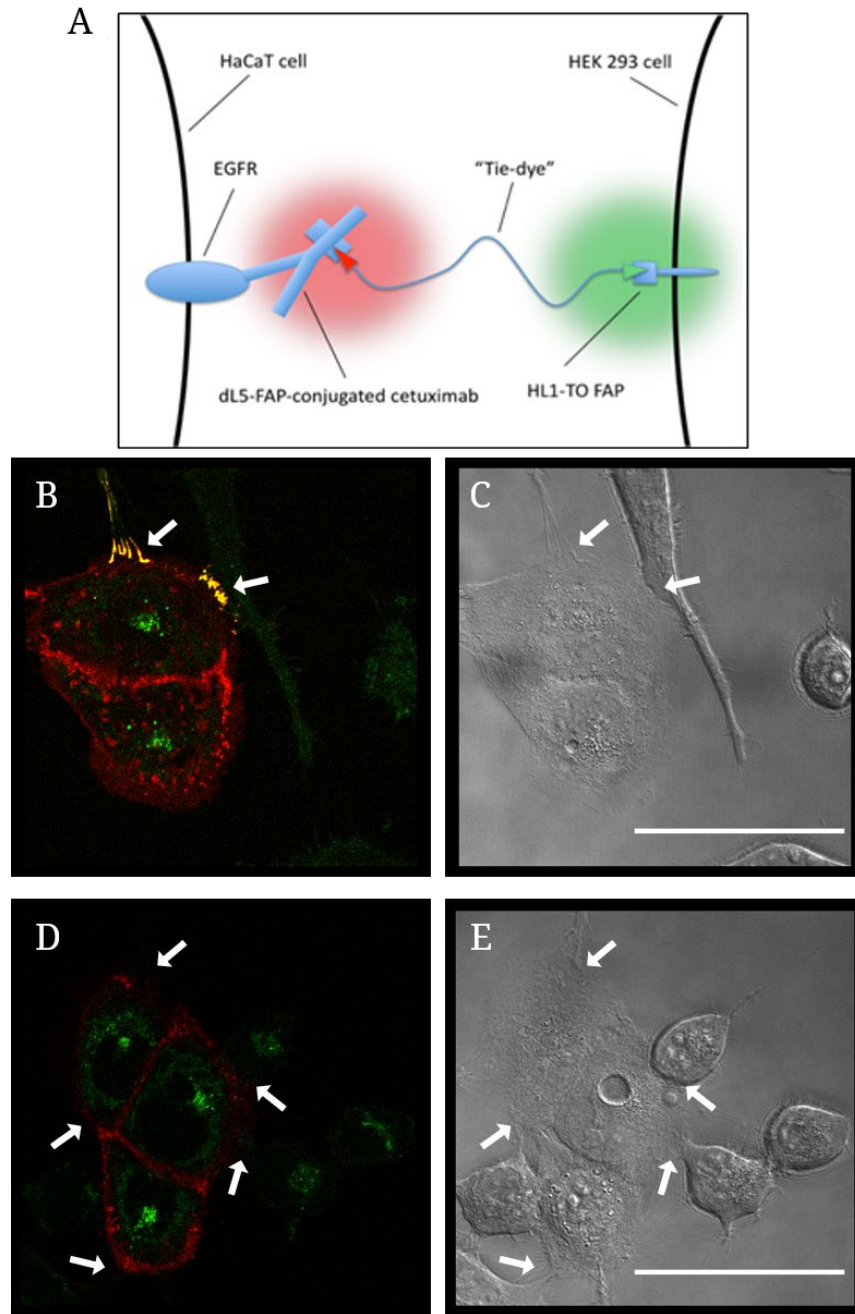 A
HaCaT cell
HEK 293 cell
EGFR
“Tie-dye”
dL5-FAP-conjugated cetuximab
HL1-TO FAP
B
C
D
E